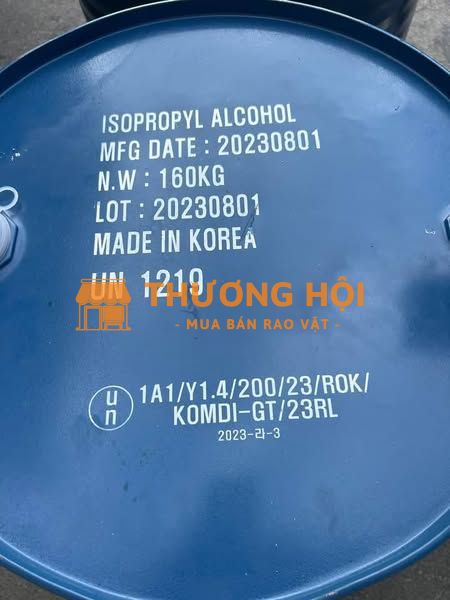 ISOPROPYL ALCOHOL
MFG DATE : 20230801
N.W : 160KG
LOT : 20230801
MADE IN KOREA
UN 1219
THƯƠNG HỘI
- MUA BÁN RAO VẶT -
un 1A1/Y1.4/200/23/ROK/
KOMDI-GT/23RL
2023-라-3